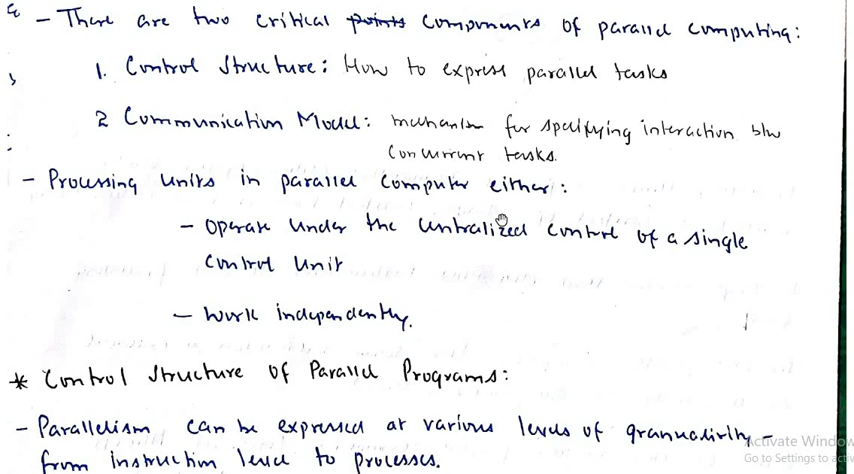 - There are two critical points components of parallel computing:
1. Control Structure: How to express parallel tasks
2 Communication Model: mechanism for specifying interaction b/w
concurrent tasks.
- Processing units in parallel computer either:
- operate under the centralized control of a single
control unit
- work independently.
* Control structure of Parallel Programs:
- Parallelism can be expressed at various levels of granularity -
from instruction level to processes.
Activate Window
Go to Settings to activ